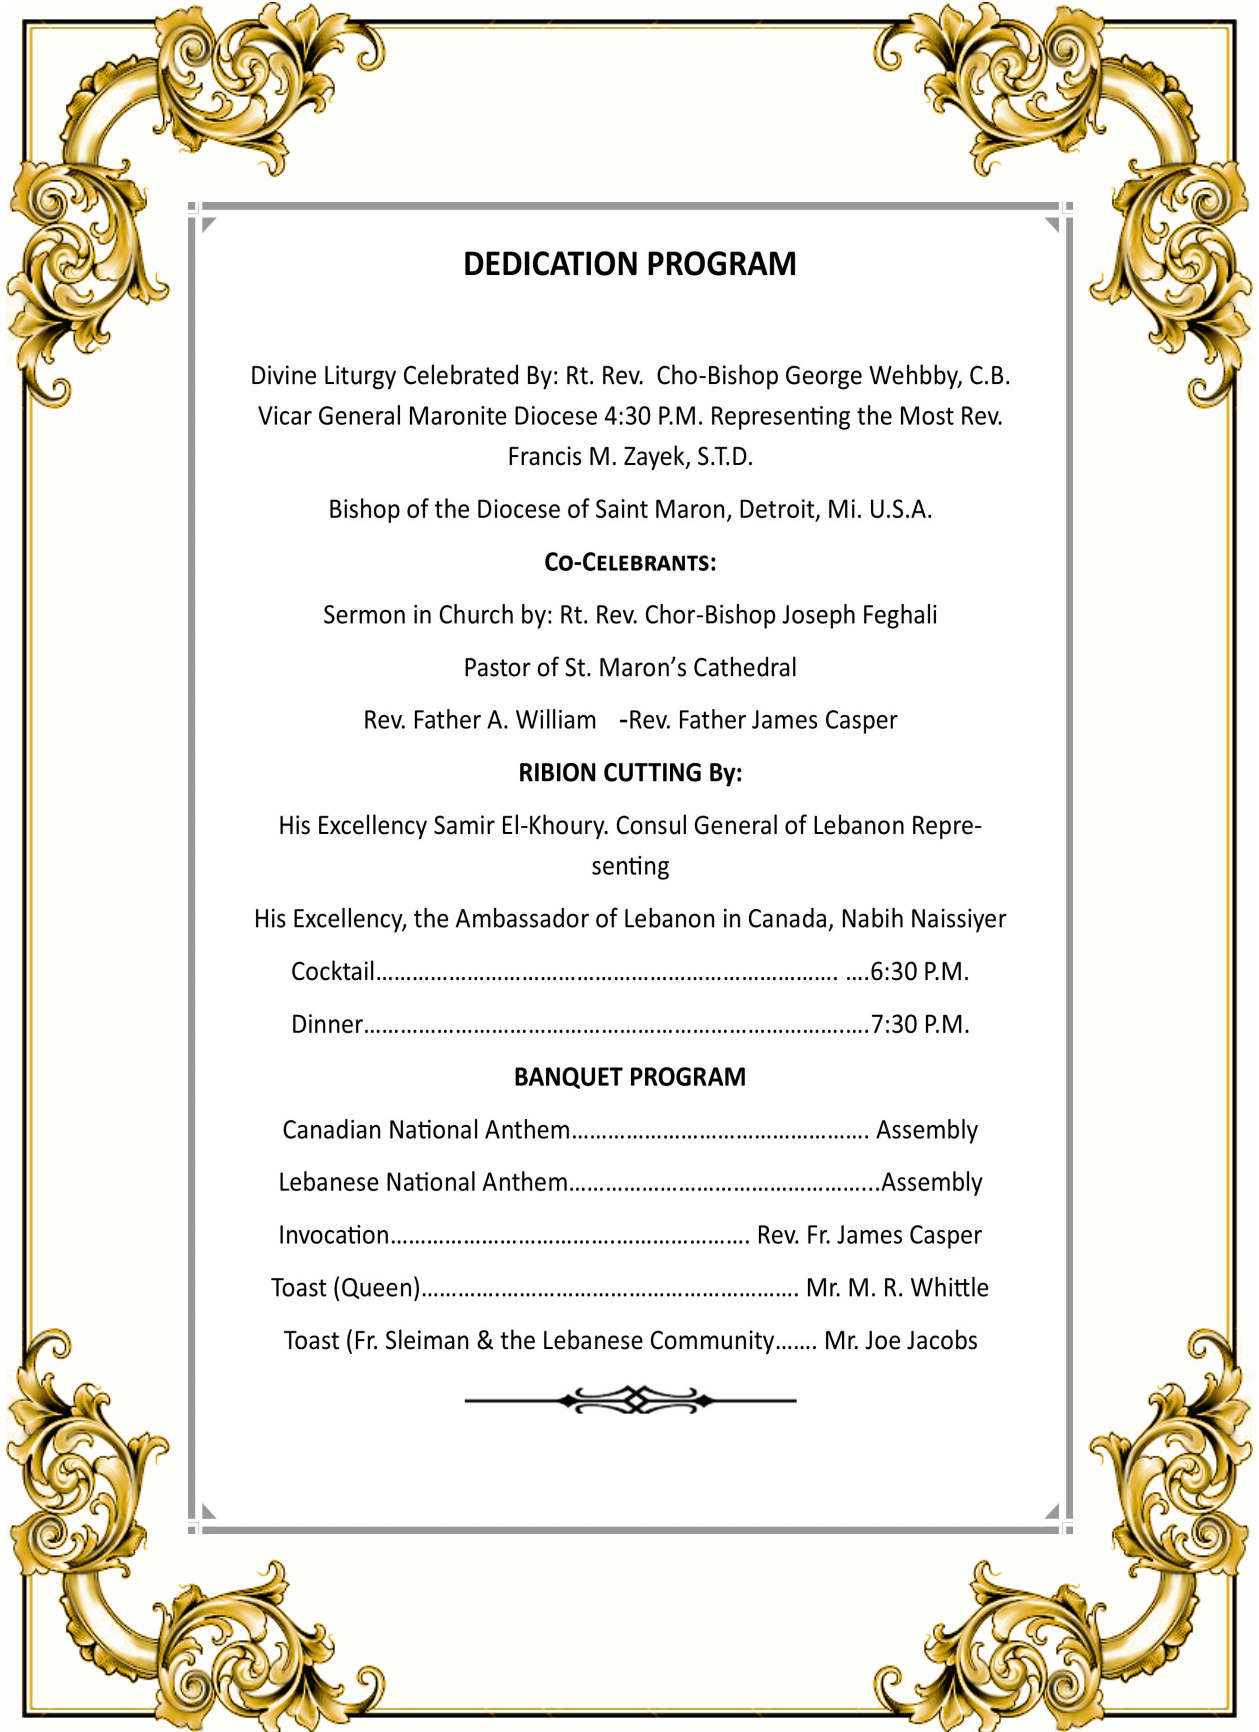 DEDICATION PROGRAM
Divine Liturgy Celebrated By: Rt. Rev.  Cho-Bishop George Wehbby, C.B.
Vicar General Maronite Diocese 4:30 P.M. Representing the Most Rev.
Francis M. Zayek, S.T.D.
Bishop of the Diocese of Saint Maron, Detroit, Mi. U.S.A.
Co-Celebrants:
Sermon in Church by: Rt. Rev. Chor-Bishop Joseph Feghali
Pastor of St. Maron’s Cathedral
Rev. Father A. William   -Rev. Father James Casper
RIBION CUTTING By:
His Excellency Samir El-Khoury. Consul General of Lebanon Repre-
senting
His Excellency, the Ambassador of Lebanon in Canada, Nabih Naissiyer
Cocktail…………………………………………………………………. ….6:30 P.M.
Dinner…………………………………………………………………….….7:30 P.M.
BANQUET PROGRAM
Canadian National Anthem…………………………………………. Assembly
Lebanese National Anthem…………………………………………...Assembly
Invocation……………………………….…………………. Rev. Fr. James Casper
Toast (Queen)………….…………………………………………. Mr. M. R. Whittle
Toast (Fr. Sleiman & the Lebanese Community……. Mr. Joe Jacobs